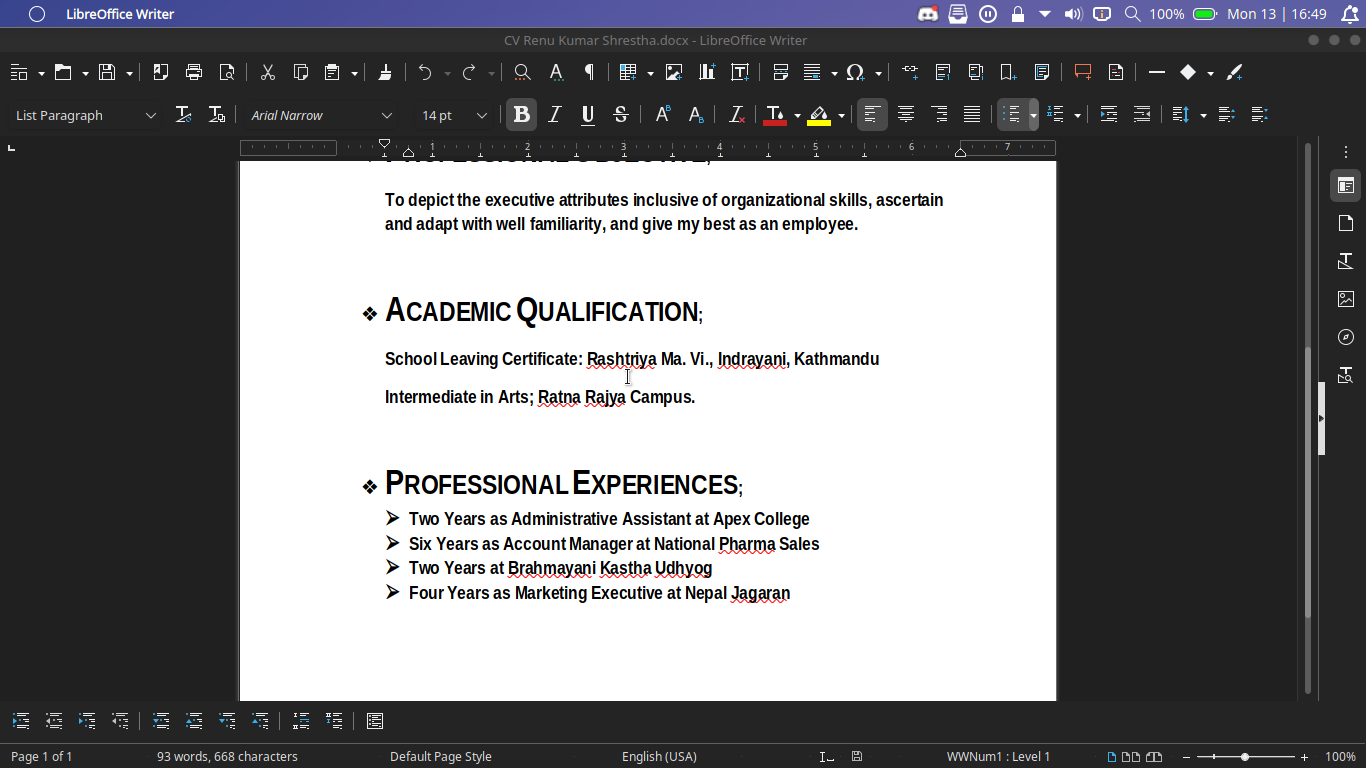 LibreOffice Writer
100%
Mon 13 | 16:49
CV Renu Kumar Shrestha.docx - LibreOffice Writer
List Paragraph
Arial Narrow
14 pt
1 2 3 4 5 6 7
To depict the executive attributes inclusive of organizational skills, ascertain
and adapt with well familiarity, and give my best as an employee.
❖ ACADEMIC QUALIFICATION;
School Leaving Certificate: Rashtriya Ma. Vi., Indrayani, Kathmandu
Intermediate in Arts; Ratna Rajya Campus.
❖ PROFESSIONAL EXPERIENCES;
➢ Two Years as Administrative Assistant at Apex College
➢ Six Years as Account Manager at National Pharma Sales
➢ Two Years at Brahmayani Kastha Udhyog
➢ Four Years as Marketing Executive at Nepal Jagaran
Page 1 of 1
93 words, 668 characters
Default Page Style
English (USA)
WWNum1 : Level 1
100%